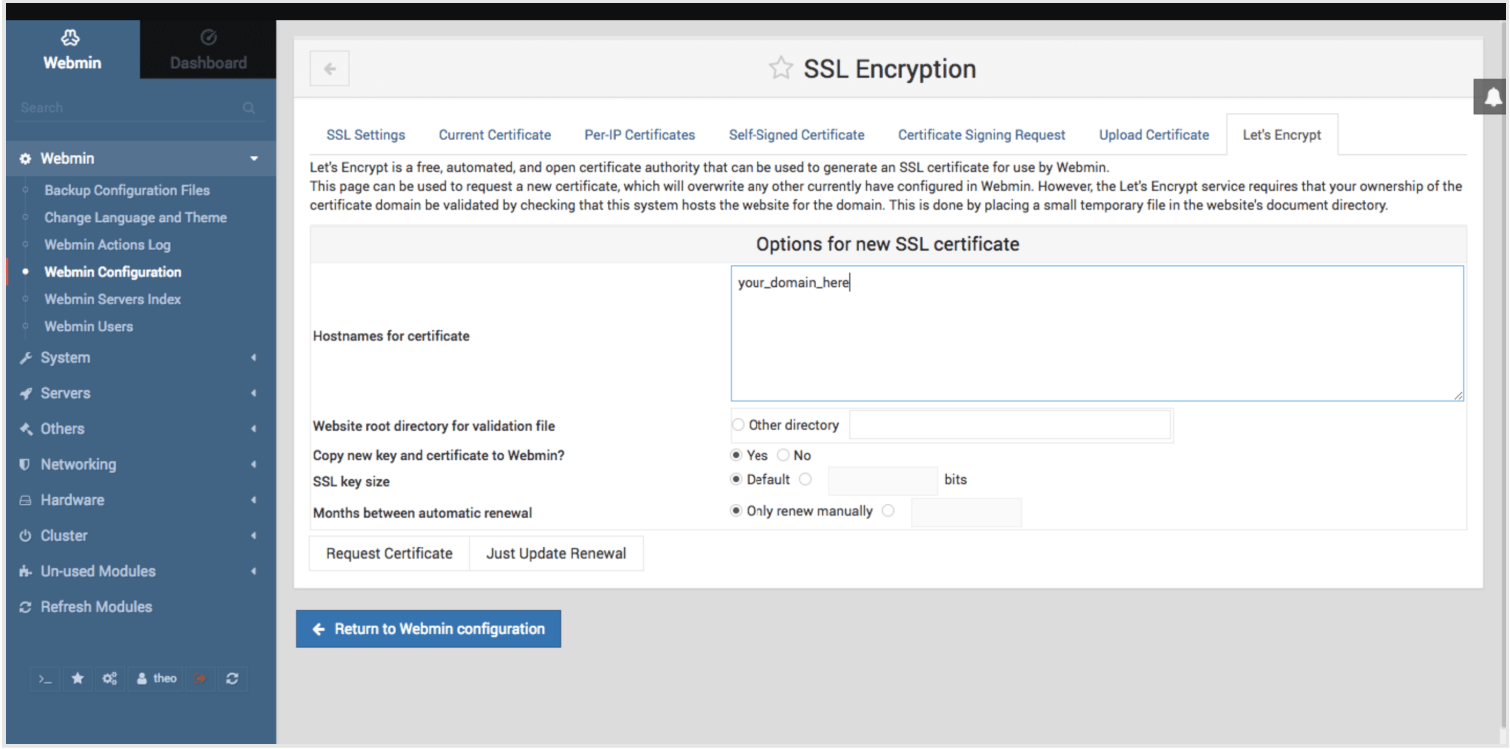 Webmin
Dashboard
Search
Webmin
Backup Configuration Files
Change Language and Theme
Webmin Actions Log
Webmin Configuration
Webmin Servers Index
Webmin Users
System
Servers
Others
Networking
Hardware
Cluster
Un-used Modules
Refresh Modules
>_ theo
SSL Encryption
SSL Settings Current Certificate Per-IP Certificates Self-Signed Certificate Certificate Signing Request Upload Certificate Let's Encrypt
Let's Encrypt is a free, automated, and open certificate authority that can be used to generate an SSL certificate for use by Webmin.
This page can be used to request a new certificate, which will overwrite any other currently have configured in Webmin. However, the Let's Encrypt service requires that your ownership of the
certificate domain be validated by checking that this system hosts the website for the domain. This is done by placing a small temporary file in the website's document directory.
Options for new SSL certificate
Hostnames for certificate
your_domain_here
Website root directory for validation file Other directory
Copy new key and certificate to Webmin? Yes No
SSL key size Default bits
Months between automatic renewal Only renew manually
Request Certificate Just Update Renewal
Return to Webmin configuration